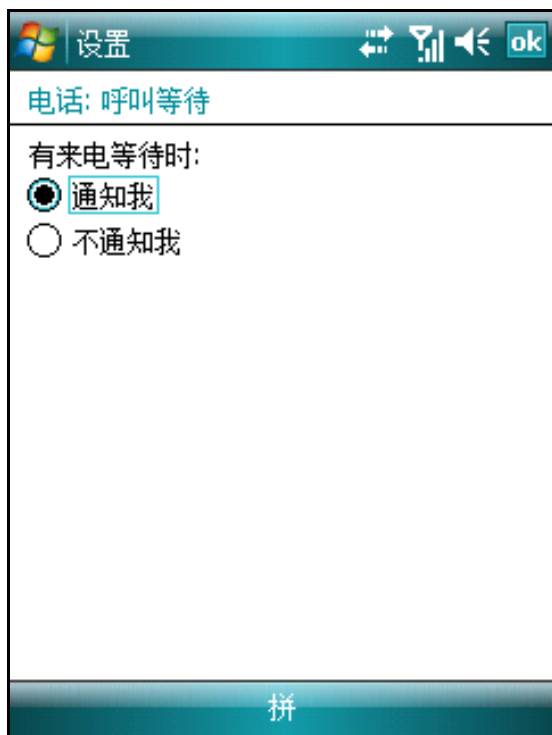 设置 ok
电话: 呼叫等待
有来电等待时:
通知我
不通知我
拼